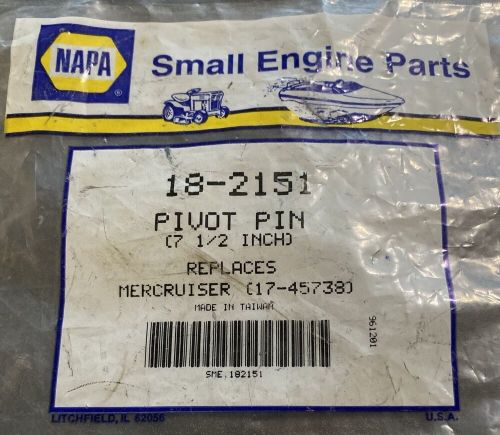 NAPA
®
Small Engine Parts
18-2151
PIVOT PIN
(7 1/2 INCH)
REPLACES
MERCRUISER (17-45738)
MADE IN TAIWAN
961201
SME.182151
LITCHFIELD, IL 62056
U.S.A.